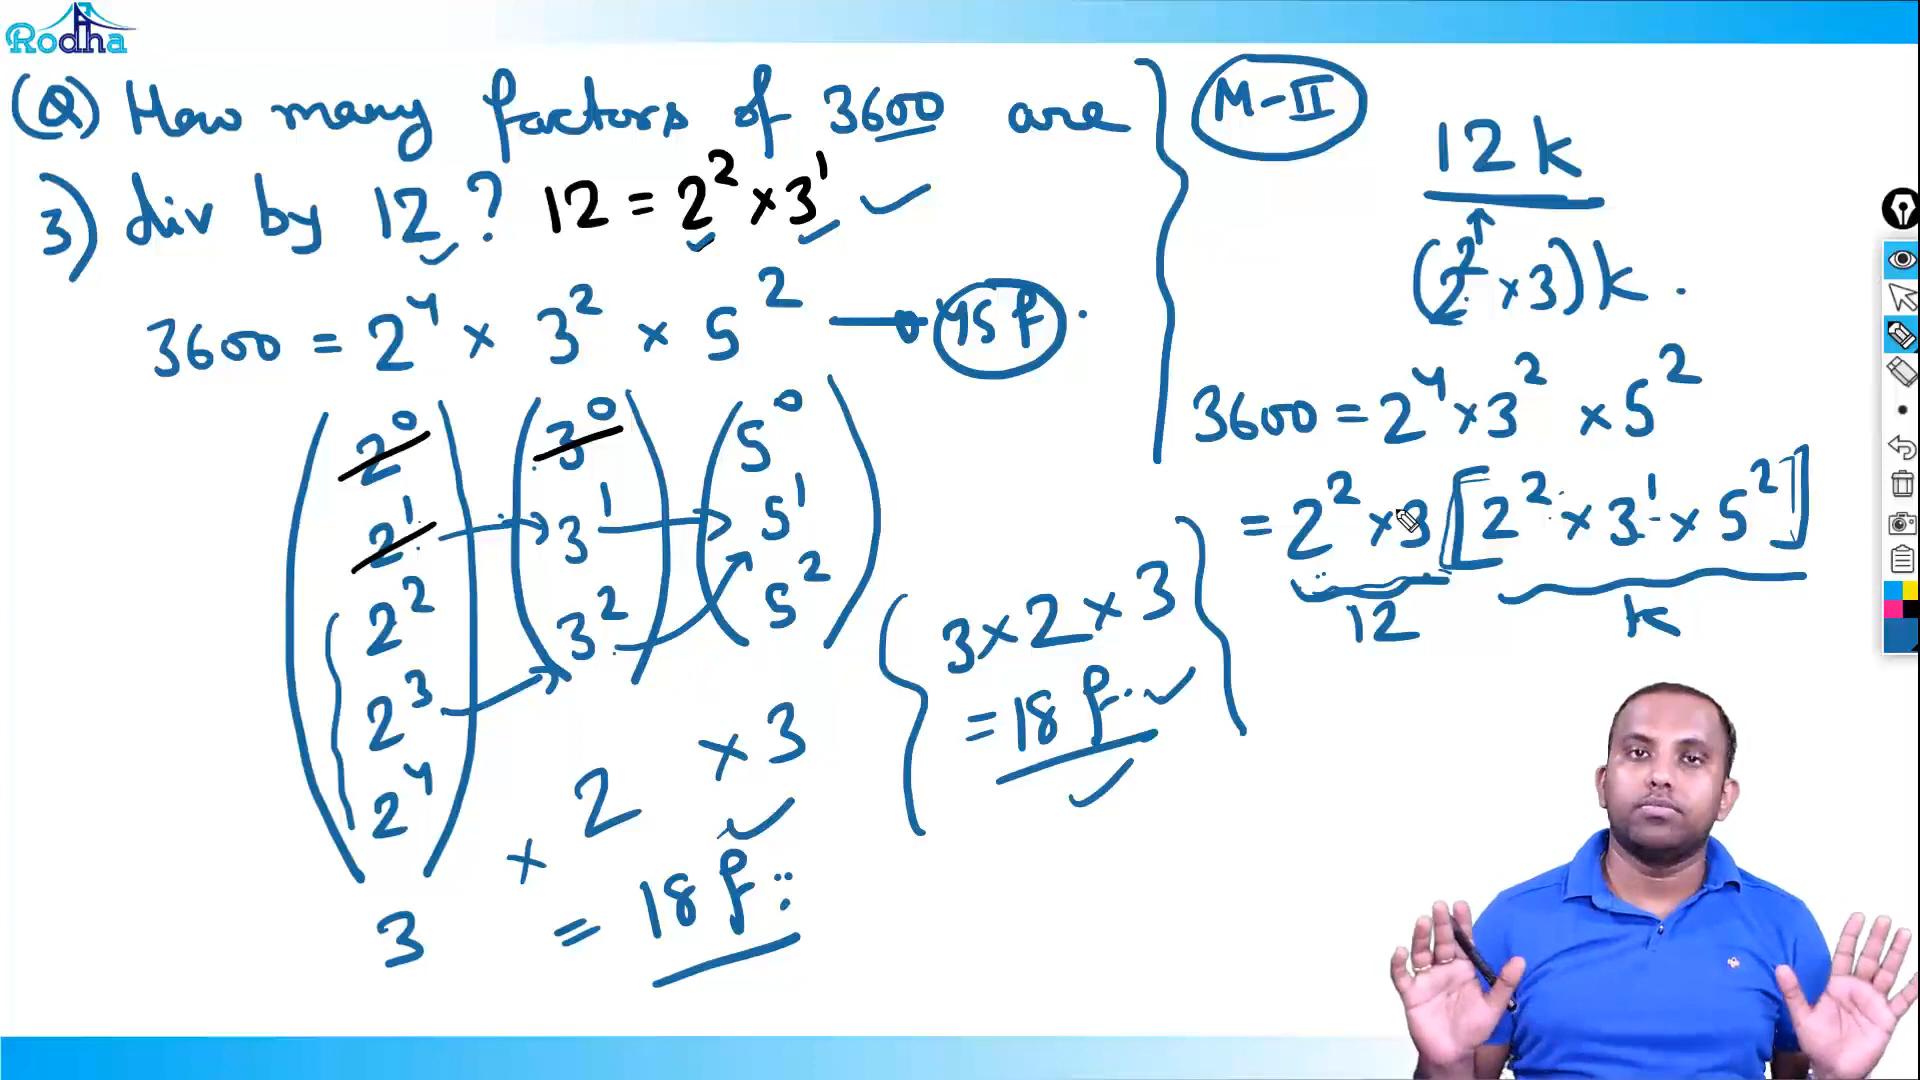 Rodha
(Q) How many factors of 3600 are
3) div by 12 ? 12 = 2² × 3¹
3600 = 2⁴ × 3² × 5² → 45 f.
2⁰ 3⁰ 5⁰
2¹ 3¹ 5¹
2² 3² 5²
2³
2⁴
3 × 2 × 3
= 18 f
3 × 2 × 3
= 18 f
M-II
12 k
(2² × 3) k .
3600 = 2⁴ × 3² × 5²
= 2² × 3 [2² × 3¹ × 5²]
12 k